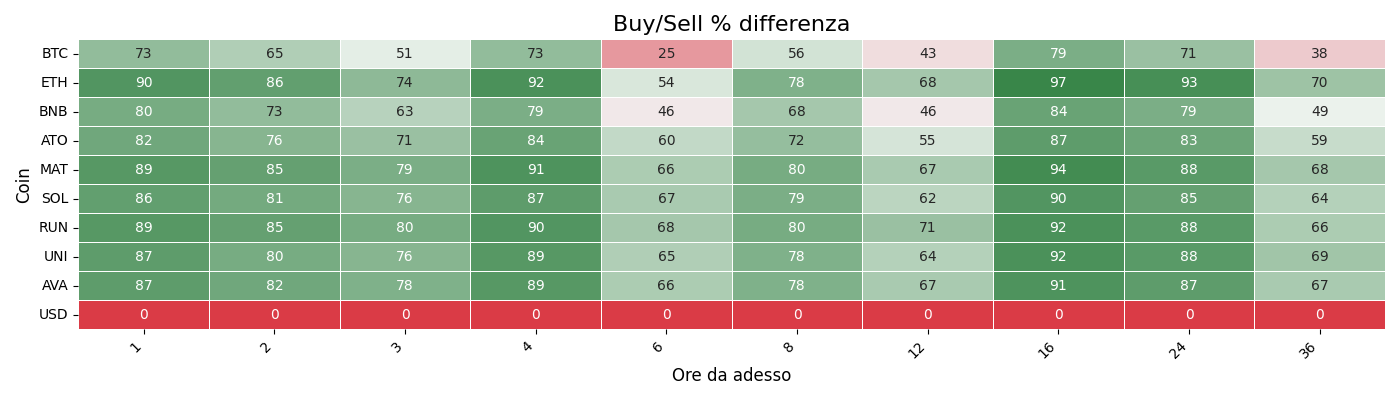 Buy/Sell % differenza
BTC 73 65 51 73 25 56 43 79 71 38
ETH 90 86 74 92 54 78 68 97 93 70
BNB 80 73 63 79 46 68 46 84 79 49
ATO 82 76 71 84 60 72 55 87 83 59
MAT 89 85 79 91 66 80 67 94 88 68
SOL 86 81 76 87 67 79 62 90 85 64
RUN 89 85 80 90 68 80 71 92 88 66
UNI 87 80 76 89 65 78 64 92 88 69
AVA 87 82 78 89 66 78 67 91 87 67
USD 0 0 0 0 0 0 0 0 0 0
Coin
1 2 3 4 6 8 12 16 24 36
Ore da adesso